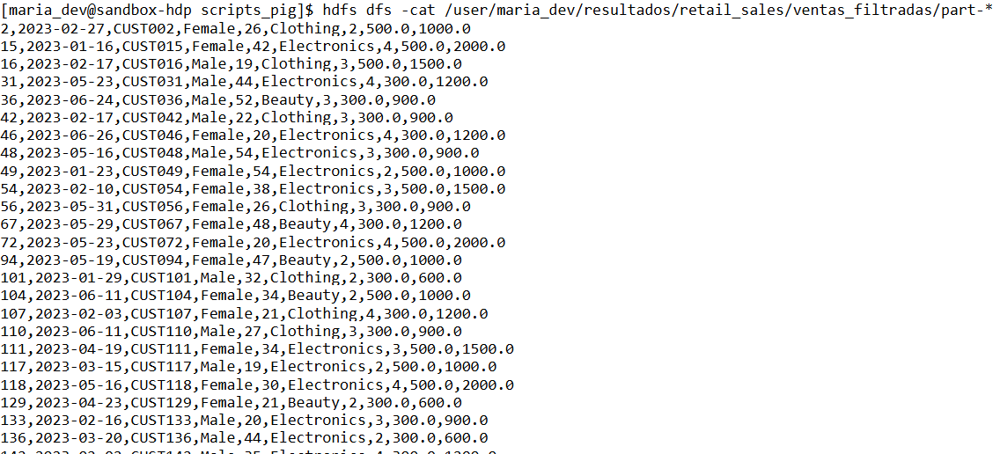 [maria_dev@sandbox-hdp scripts_pig]$ hdfs dfs -cat /user/maria_dev/resultados/retail_sales/ventas_filtradas/part-*
2,2023-02-27,CUST002,Female,26,Clothing,2,500.0,1000.0
15,2023-01-16,CUST015,Female,42,Electronics,4,500.0,2000.0
16,2023-02-17,CUST016,Male,19,Clothing,3,500.0,1500.0
31,2023-05-23,CUST031,Male,44,Electronics,4,300.0,1200.0
36,2023-06-24,CUST036,Male,52,Beauty,3,300.0,900.0
42,2023-02-17,CUST042,Male,22,Clothing,3,300.0,900.0
46,2023-06-26,CUST046,Female,20,Electronics,4,300.0,1200.0
48,2023-05-16,CUST048,Male,54,Electronics,3,300.0,900.0
49,2023-01-23,CUST049,Female,54,Electronics,2,500.0,1000.0
54,2023-02-10,CUST054,Female,38,Electronics,3,500.0,1500.0
56,2023-05-31,CUST056,Female,26,Clothing,3,300.0,900.0
67,2023-05-29,CUST067,Female,48,Beauty,4,300.0,1200.0
72,2023-05-23,CUST072,Female,20,Electronics,4,500.0,2000.0
94,2023-05-19,CUST094,Female,47,Beauty,2,500.0,1000.0
101,2023-01-29,CUST101,Male,32,Clothing,2,300.0,600.0
104,2023-06-11,CUST104,Female,34,Beauty,2,500.0,1000.0
107,2023-02-03,CUST107,Female,21,Clothing,4,300.0,1200.0
110,2023-06-11,CUST110,Male,27,Clothing,3,300.0,900.0
111,2023-04-19,CUST111,Female,34,Electronics,3,500.0,1500.0
117,2023-03-15,CUST117,Male,19,Electronics,2,500.0,1000.0
118,2023-05-16,CUST118,Female,30,Electronics,4,500.0,2000.0
129,2023-04-23,CUST129,Female,21,Beauty,2,300.0,600.0
133,2023-02-16,CUST133,Male,20,Electronics,3,300.0,900.0
136,2023-03-20,CUST136,Male,44,Electronics,2,300.0,600.0